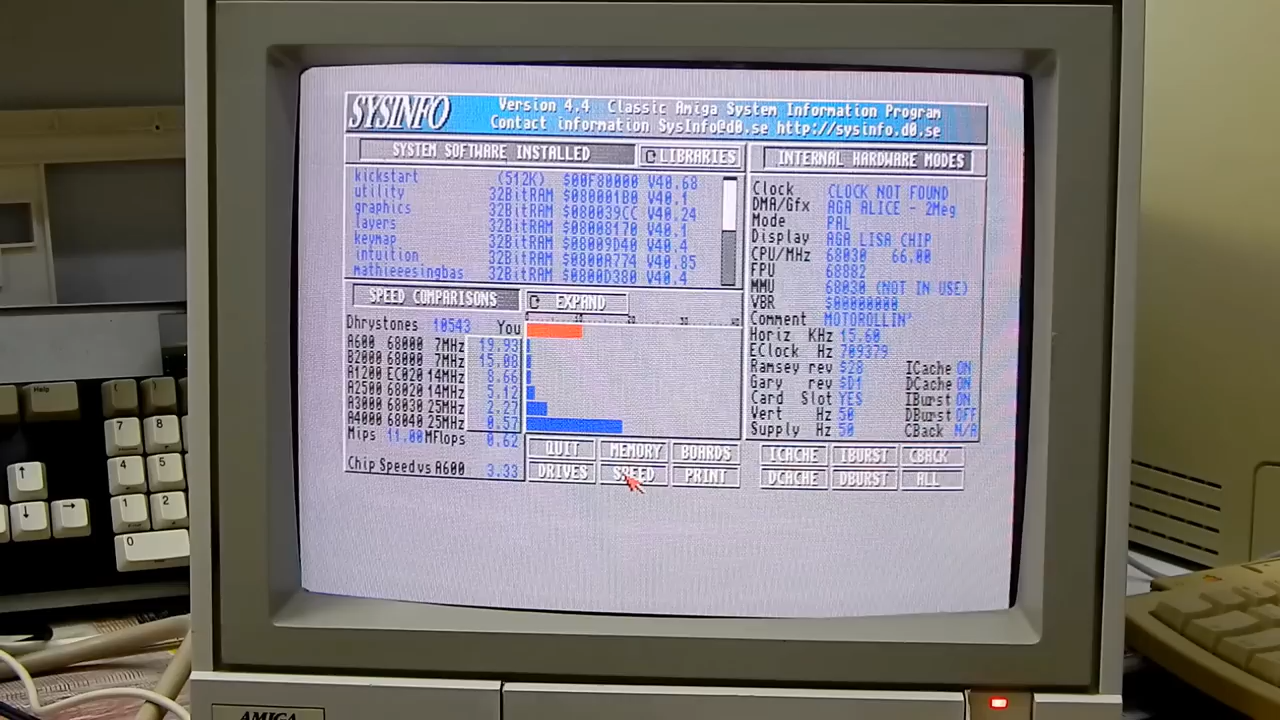 SYSINFO
Version 4.4 Classic Amiga System Information Program
Contact information SysInfo@d0.se http://sysinfo.d0.se
SYSTEM SOFTWARE INSTALLED
LIBRARIES
kickstart (512K) $00F80000 V40.68
utility 32BitRAM $080001B0 V40.1
graphics 32BitRAM $080039CC V40.24
layers 32BitRAM $08008170 V40.1
keymap 32BitRAM $08009D40 V40.4
intuition 32BitRAM $0800A774 V40.85
mathieeesingbas 32BitRAM $0800D380 V40.4
INTERNAL HARDWARE MODES
Clock CLOCK NOT FOUND
DMA/Gfx AGA ALICE - 2Meg
Mode PAL
Display AGA LISA CHIP
CPU/MHz 68030 66.00
FPU 68882
MMU 68030 (NOT IN USE)
VBR $00000000
Comment MOTOROLLIN'
Horiz KHz 15.60
EClock Hz 709379
Ramsey rev $28 ICache ON
Gary rev $D1 DCache ON
Card Slot YES IBurst ON
Vert Hz 50 DBurst OFF
Supply Hz 50 CBack N/A
SPEED COMPARISONS
EXPAND
Dhrystones 10543 You
A600 68000 7MHz 19.93
B2000 68000 7MHz 15.08
A1200 EC020 14MHz 8.66
A2500 68020 14MHz 5.12
A3000 68030 25MHz 2.27
A4000 68040 25MHz 0.57
Mips 11.00 MFlops 0.62
Chip Speed vs A600 3.33
QUIT MEMORY BOARDS
DRIVES SPEED PRINT
ICACHE IBURST CBACK
DCACHE DBURST ALL
Help
7 8
4 5
1 2
0
AMIGA